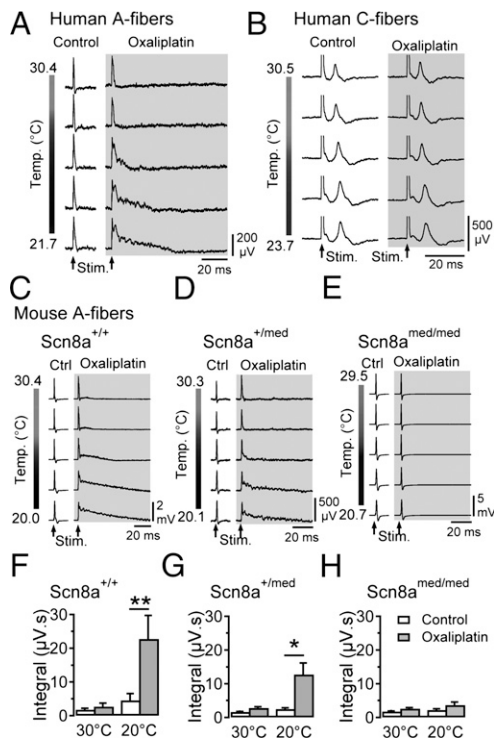 A Human A-fibers
Control Oxaliplatin
30.4
Temp. (°C)
21.7
Stim.
200 µV
20 ms
B Human C-fibers
Control Oxaliplatin
30.5
Temp. (°C)
23.7
Stim. Stim.
500 µV
20 ms
C Mouse A-fibers
Scn8a+/+
Ctrl Oxaliplatin
30.4
Temp. (°C)
20.0
Stim.
2 mV
20 ms
D
Scn8a+/med
Ctrl Oxaliplatin
30.3
Temp. (°C)
20.1
Stim.
500 µV
20 ms
E
Scn8amed/med
Ctrl Oxaliplatin
29.5
Temp. (°C)
20.7
Stim.
5 mV
20 ms
F Scn8a+/+
Integral (µV.s)
30
20
10
0
**
30°C 20°C
G Scn8a+/med
Integral (µV.s)
30
20
10
0
*
30°C 20°C
H Scn8amed/med
Integral (µV.s)
30
20
10
0
Control
Oxaliplatin
30°C 20°C